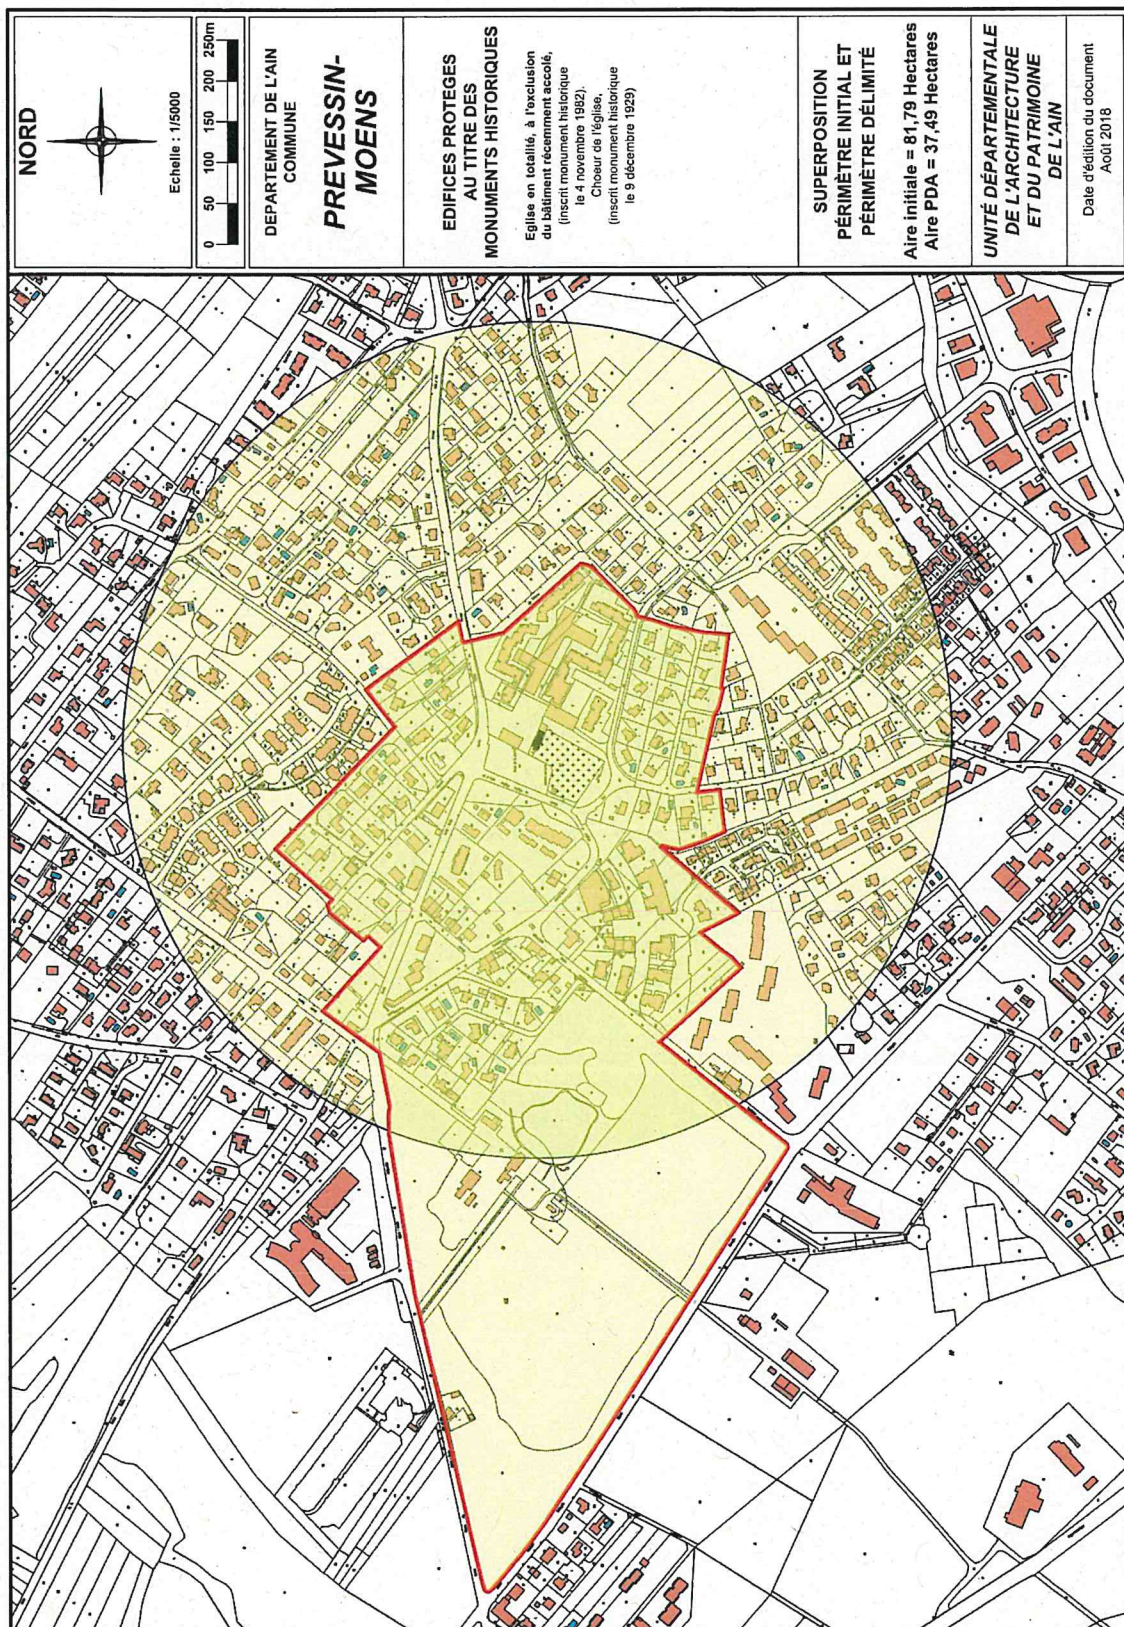 NORD
Echelle : 1/5000
0 50 100 150 200 250m
DEPARTEMENT DE L'AIN
COMMUNE
PREVESSIN-
MOENS
EDIFICES PROTEGES
AU TITRE DES
MONUMENTS HISTORIQUES
Eglise en totalité, à l'exclusion
du bâtiment récemment accolé,
(inscrit monument historique
le 4 novembre 1982).
Choeur de l'église,
(inscrit monument historique
le 9 décembre 1929)
SUPERPOSITION
PÉRIMÈTRE INITIAL ET
PÉRIMÈTRE DÉLIMITÉ
Aire initiale = 81,79 Hectares
Aire PDA = 37,49 Hectares
UNITÉ DÉPARTEMENTALE
DE L'ARCHITECTURE
ET DU PATRIMOINE
DE L'AIN
Date d'édition du document
Août 2018